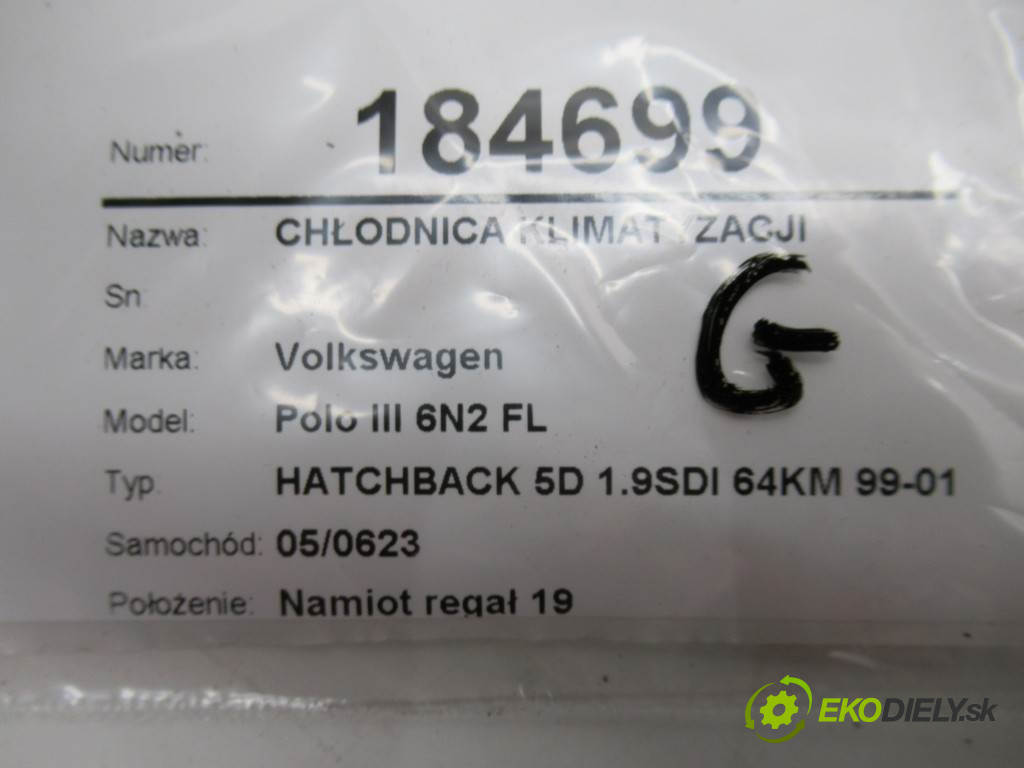 Numer: 184699
Nazwa: CHŁODNICA KLIMATYZACJI
Sn
G
Marka: Volkswagen
Model: Polo III 6N2 FL
Typ. HATCHBACK 5D 1.9SDI 64KM 99-01
Samochód: 05/0623
Położenie: Namiot regał 19
EKODIELY.sk